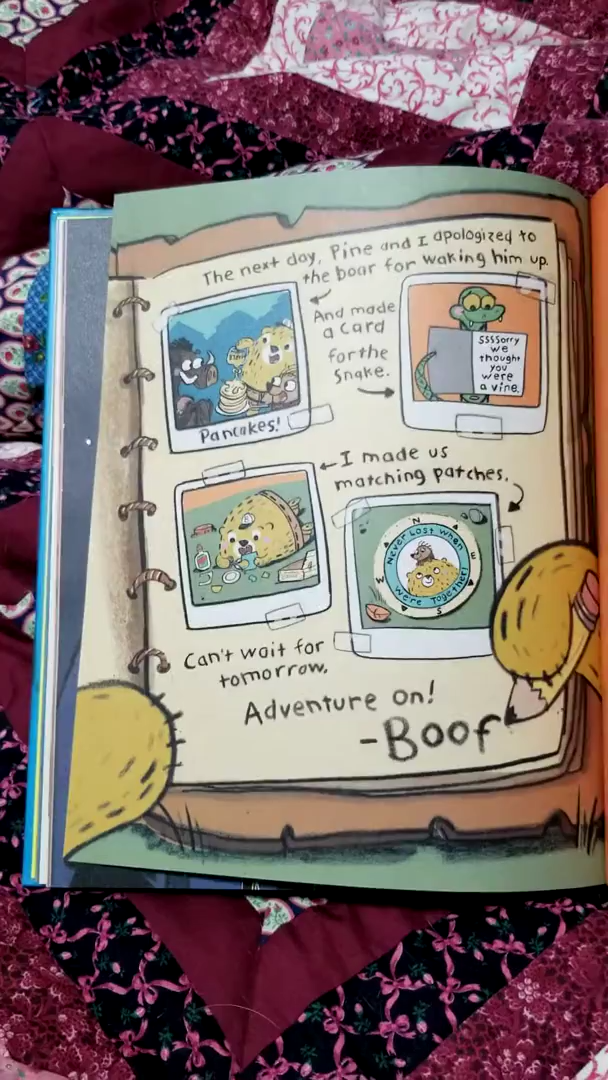 The next day, Pine and I apologized to
the boar for waking him up.
Pancakes!
And made
a card
for the
Snake.
SSSSorry
we
thought
you
were
a vine.
I made us
matching patches.
N
E
S
W
Never Lost when
we're Together!
Can't wait for
tomorrow.
Adventure on!
-Boof